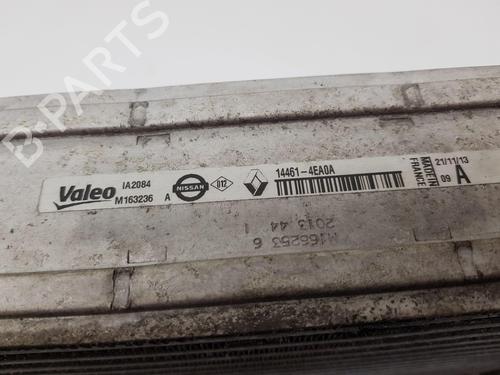 Valeo
IA2084
M163236 A
NISSAN
I12
14461-4EA0A
MADE IN
FRANCE
21/11/13
09 A
M166253 6
2013 44 1
B-PARTS